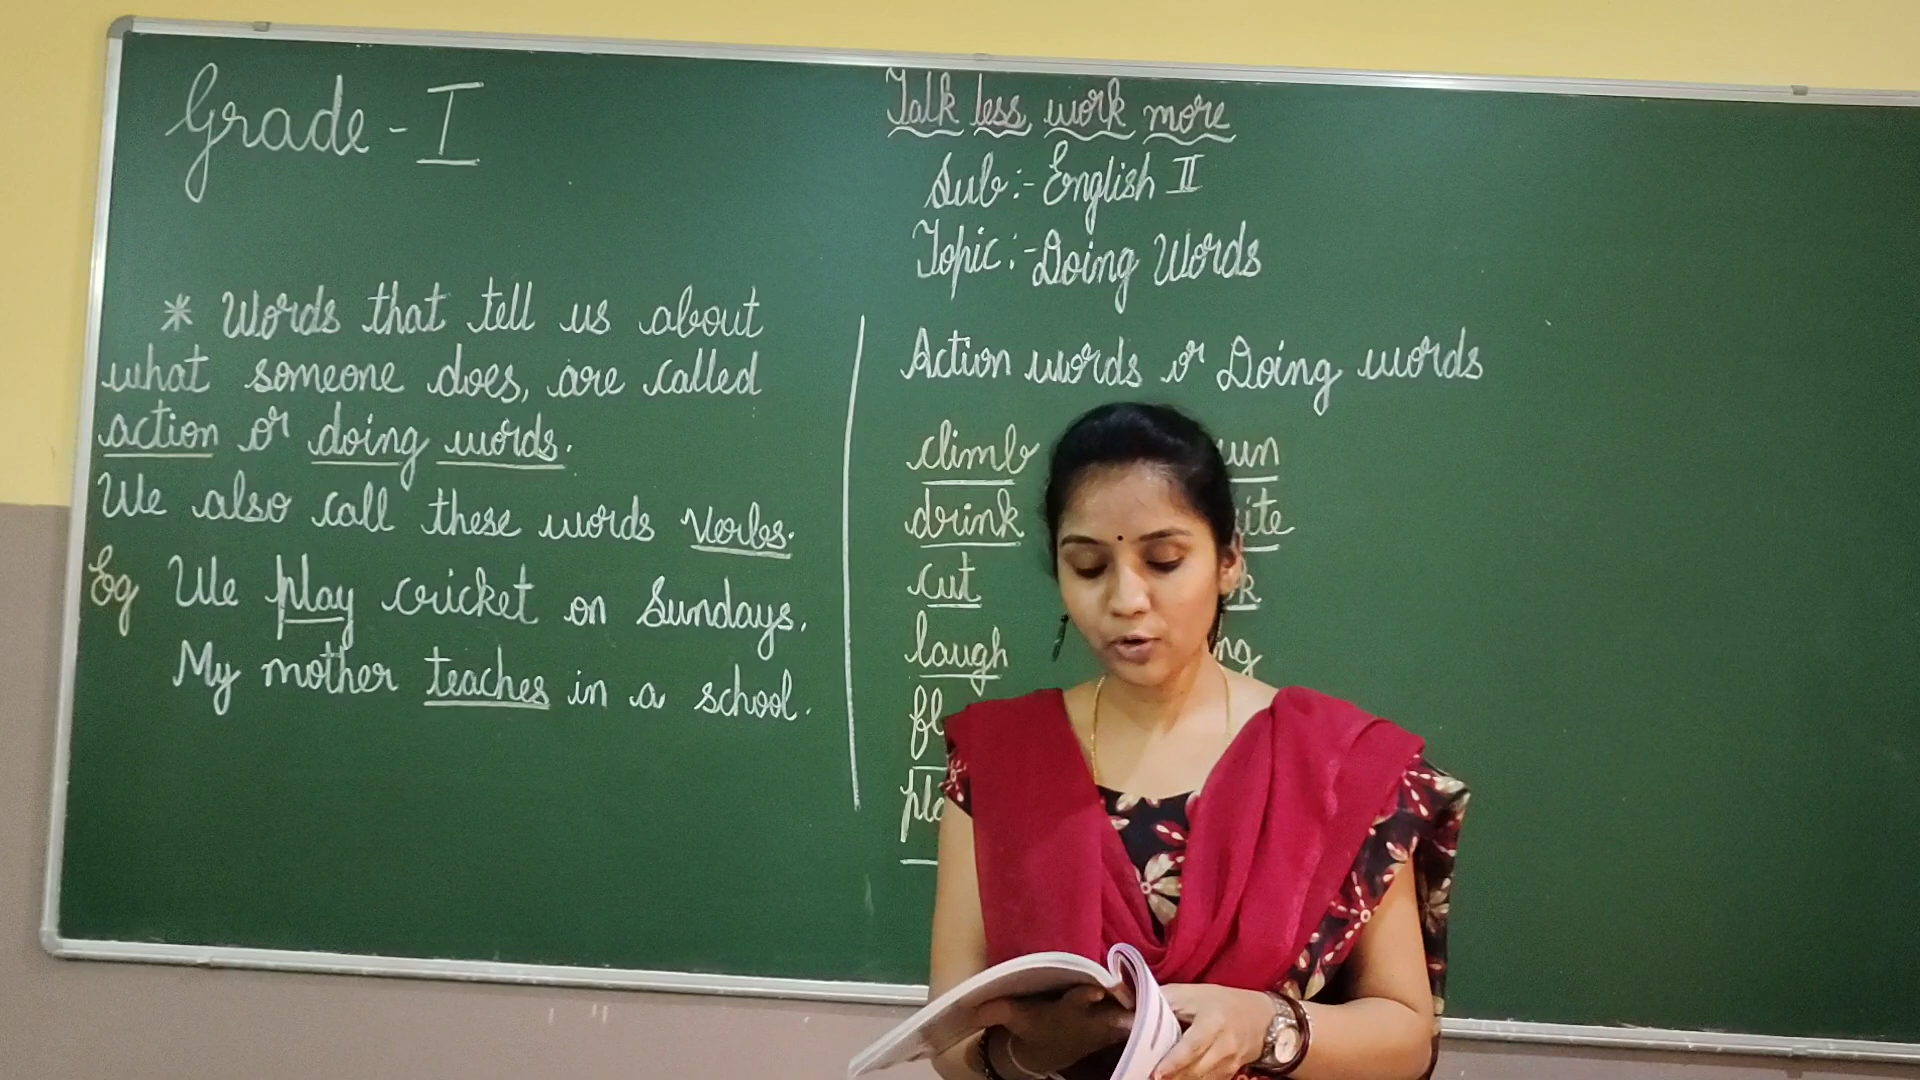 Grade - I
Talk less work more
Sub:- English II
Topic:- Doing Words
* Words that tell us about
what someone does, are called
action or doing words.
We also call these words Verbs.
Eg We play cricket on Sundays.
My mother teaches in a school.
Action words or Doing words
climb
drink
cut
laugh